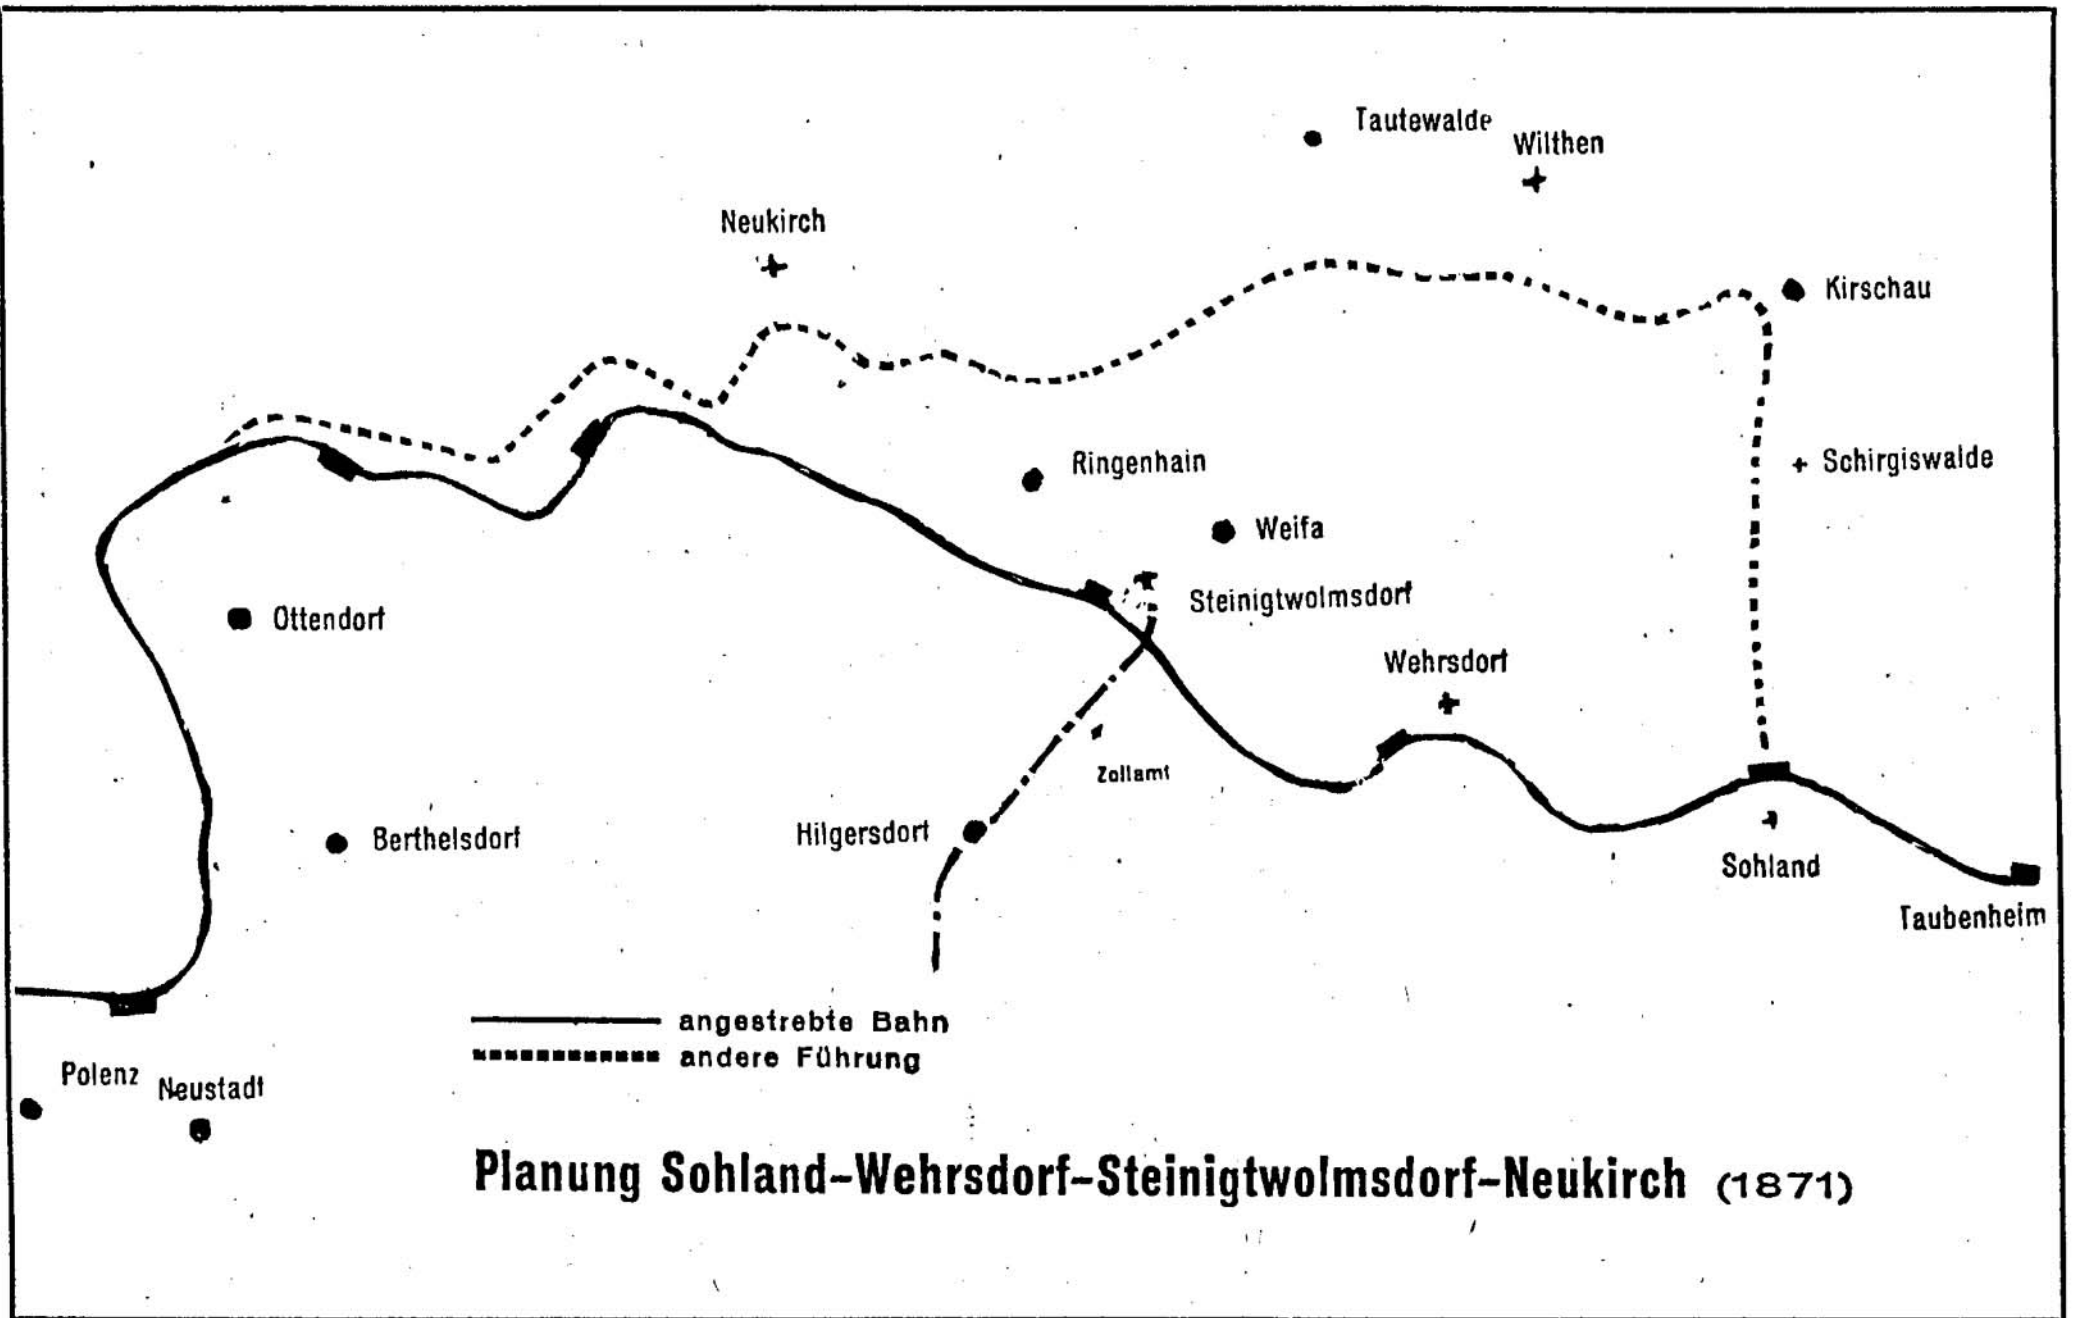 Tautewalde
Wilthen
Neukirch
Kirschau
Ringenhain
Schirgiswalde
Weifa
Steinigtwolmsdorf
Ottendorf
Wehrsdorf
Zollamt
Hilgersdorf
Berthelsdorf
Sohland
Taubenheim
angestrebte Bahn
andere Führung
Polenz
Neustadt
Planung Sohland-Wehrsdorf-Steinigtwolmsdorf-Neukirch (1871)